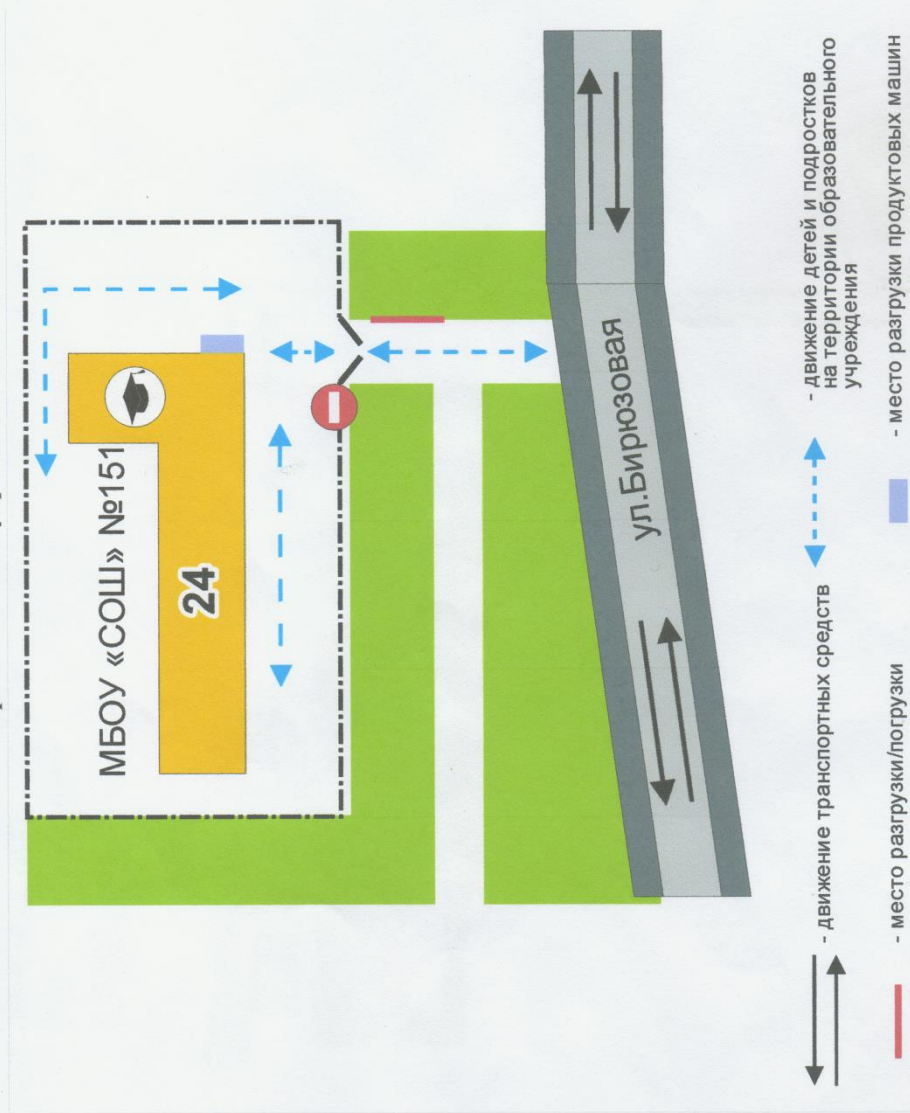 МБОУ «СОШ» №151
24
ул.Бирюзовая
- движение транспортных средств
- движение детей и подростков
на территории образовательного
учреждения
- место разгрузки/погрузки
- место разгрузки продуктовых машин